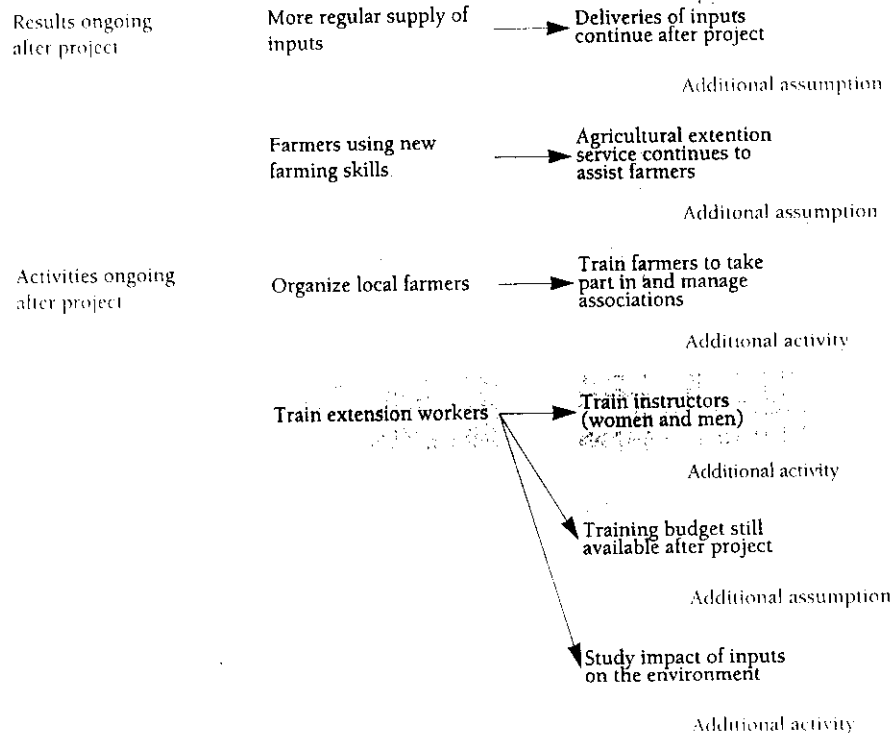 Results ongoing
after project
More regular supply of
inputs
Deliveries of inputs
continue after project
Additional assumption
Farmers using new
farming skills
Agricultural extention
service continues to
assist farmers
Additonal assumption
Activities ongoing
after project
Organize local farmers
Train farmers to take
part in and manage
associations
Additional activity
Train extension workers
Train instructors
(women and men)
Additional activity
Training budget still
available after project
Additional assumption
Study impact of inputs
on the environment
Additional activity